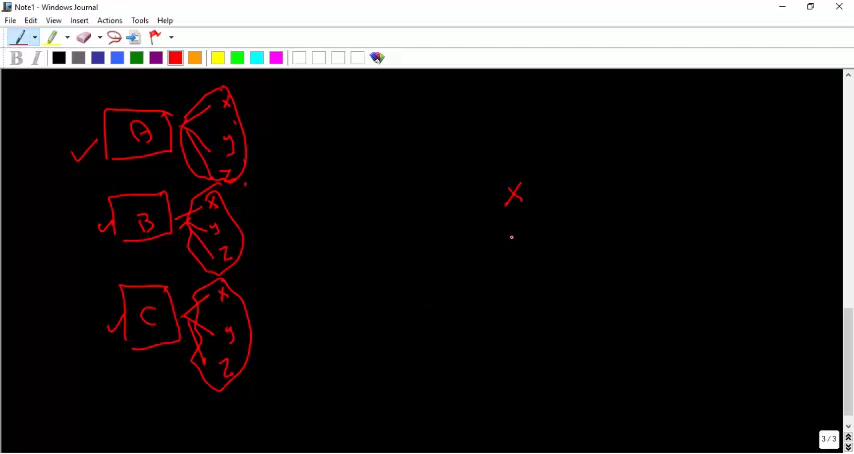 Note1 - Windows Journal
File Edit View Insert Actions Tools Help
B I
A
x
y
z
B
x
y
z
C
x
y
z
X
3 / 3